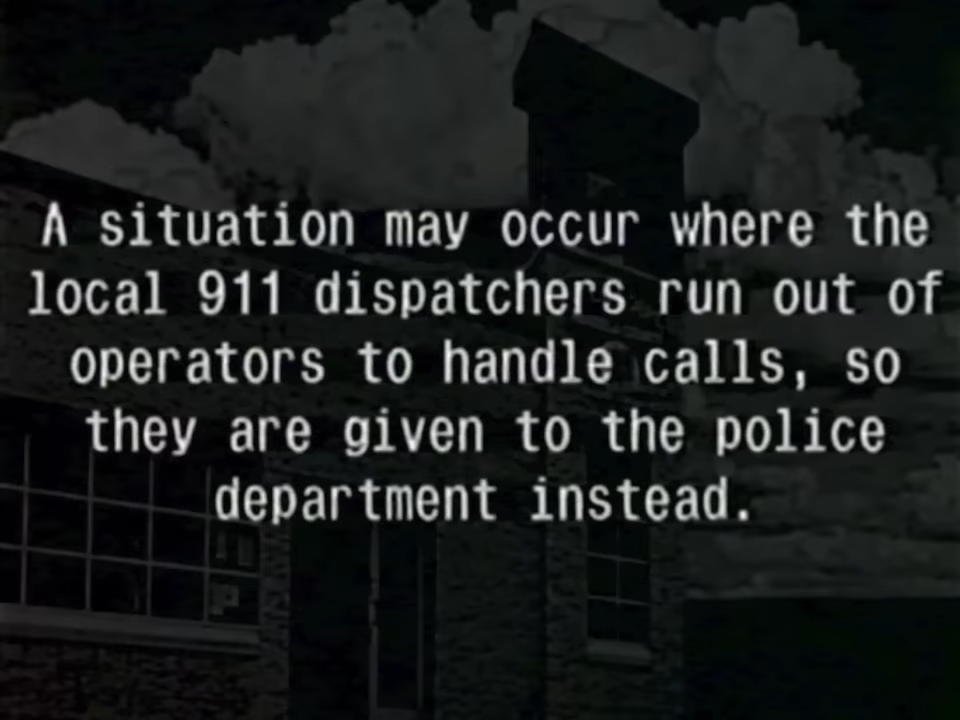 A situation may occur where the
local 911 dispatchers run out of
operators to handle calls, so
they are given to the police
department instead.